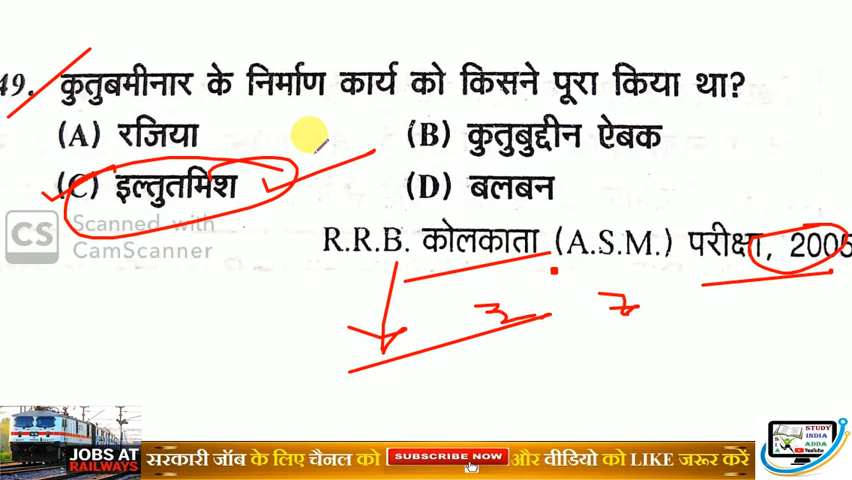 49. कुतुबमीनार के निर्माण कार्य को किसने पूरा किया था?
(A) रजिया (B) कुतुबुद्दीन ऐबक
(C) इल्तुतमिश (D) बलबन
CS Scanned with
CamScanner
R.R.B. कोलकाता (A.S.M.) परीक्षा, 2005
JOBS AT
RAILWAYS
सरकारी जॉब के लिए चैनल को SUBSCRIBE NOW और वीडियो को LIKE जरूर करें
STUDY
INDIA
ADDA
YouTube